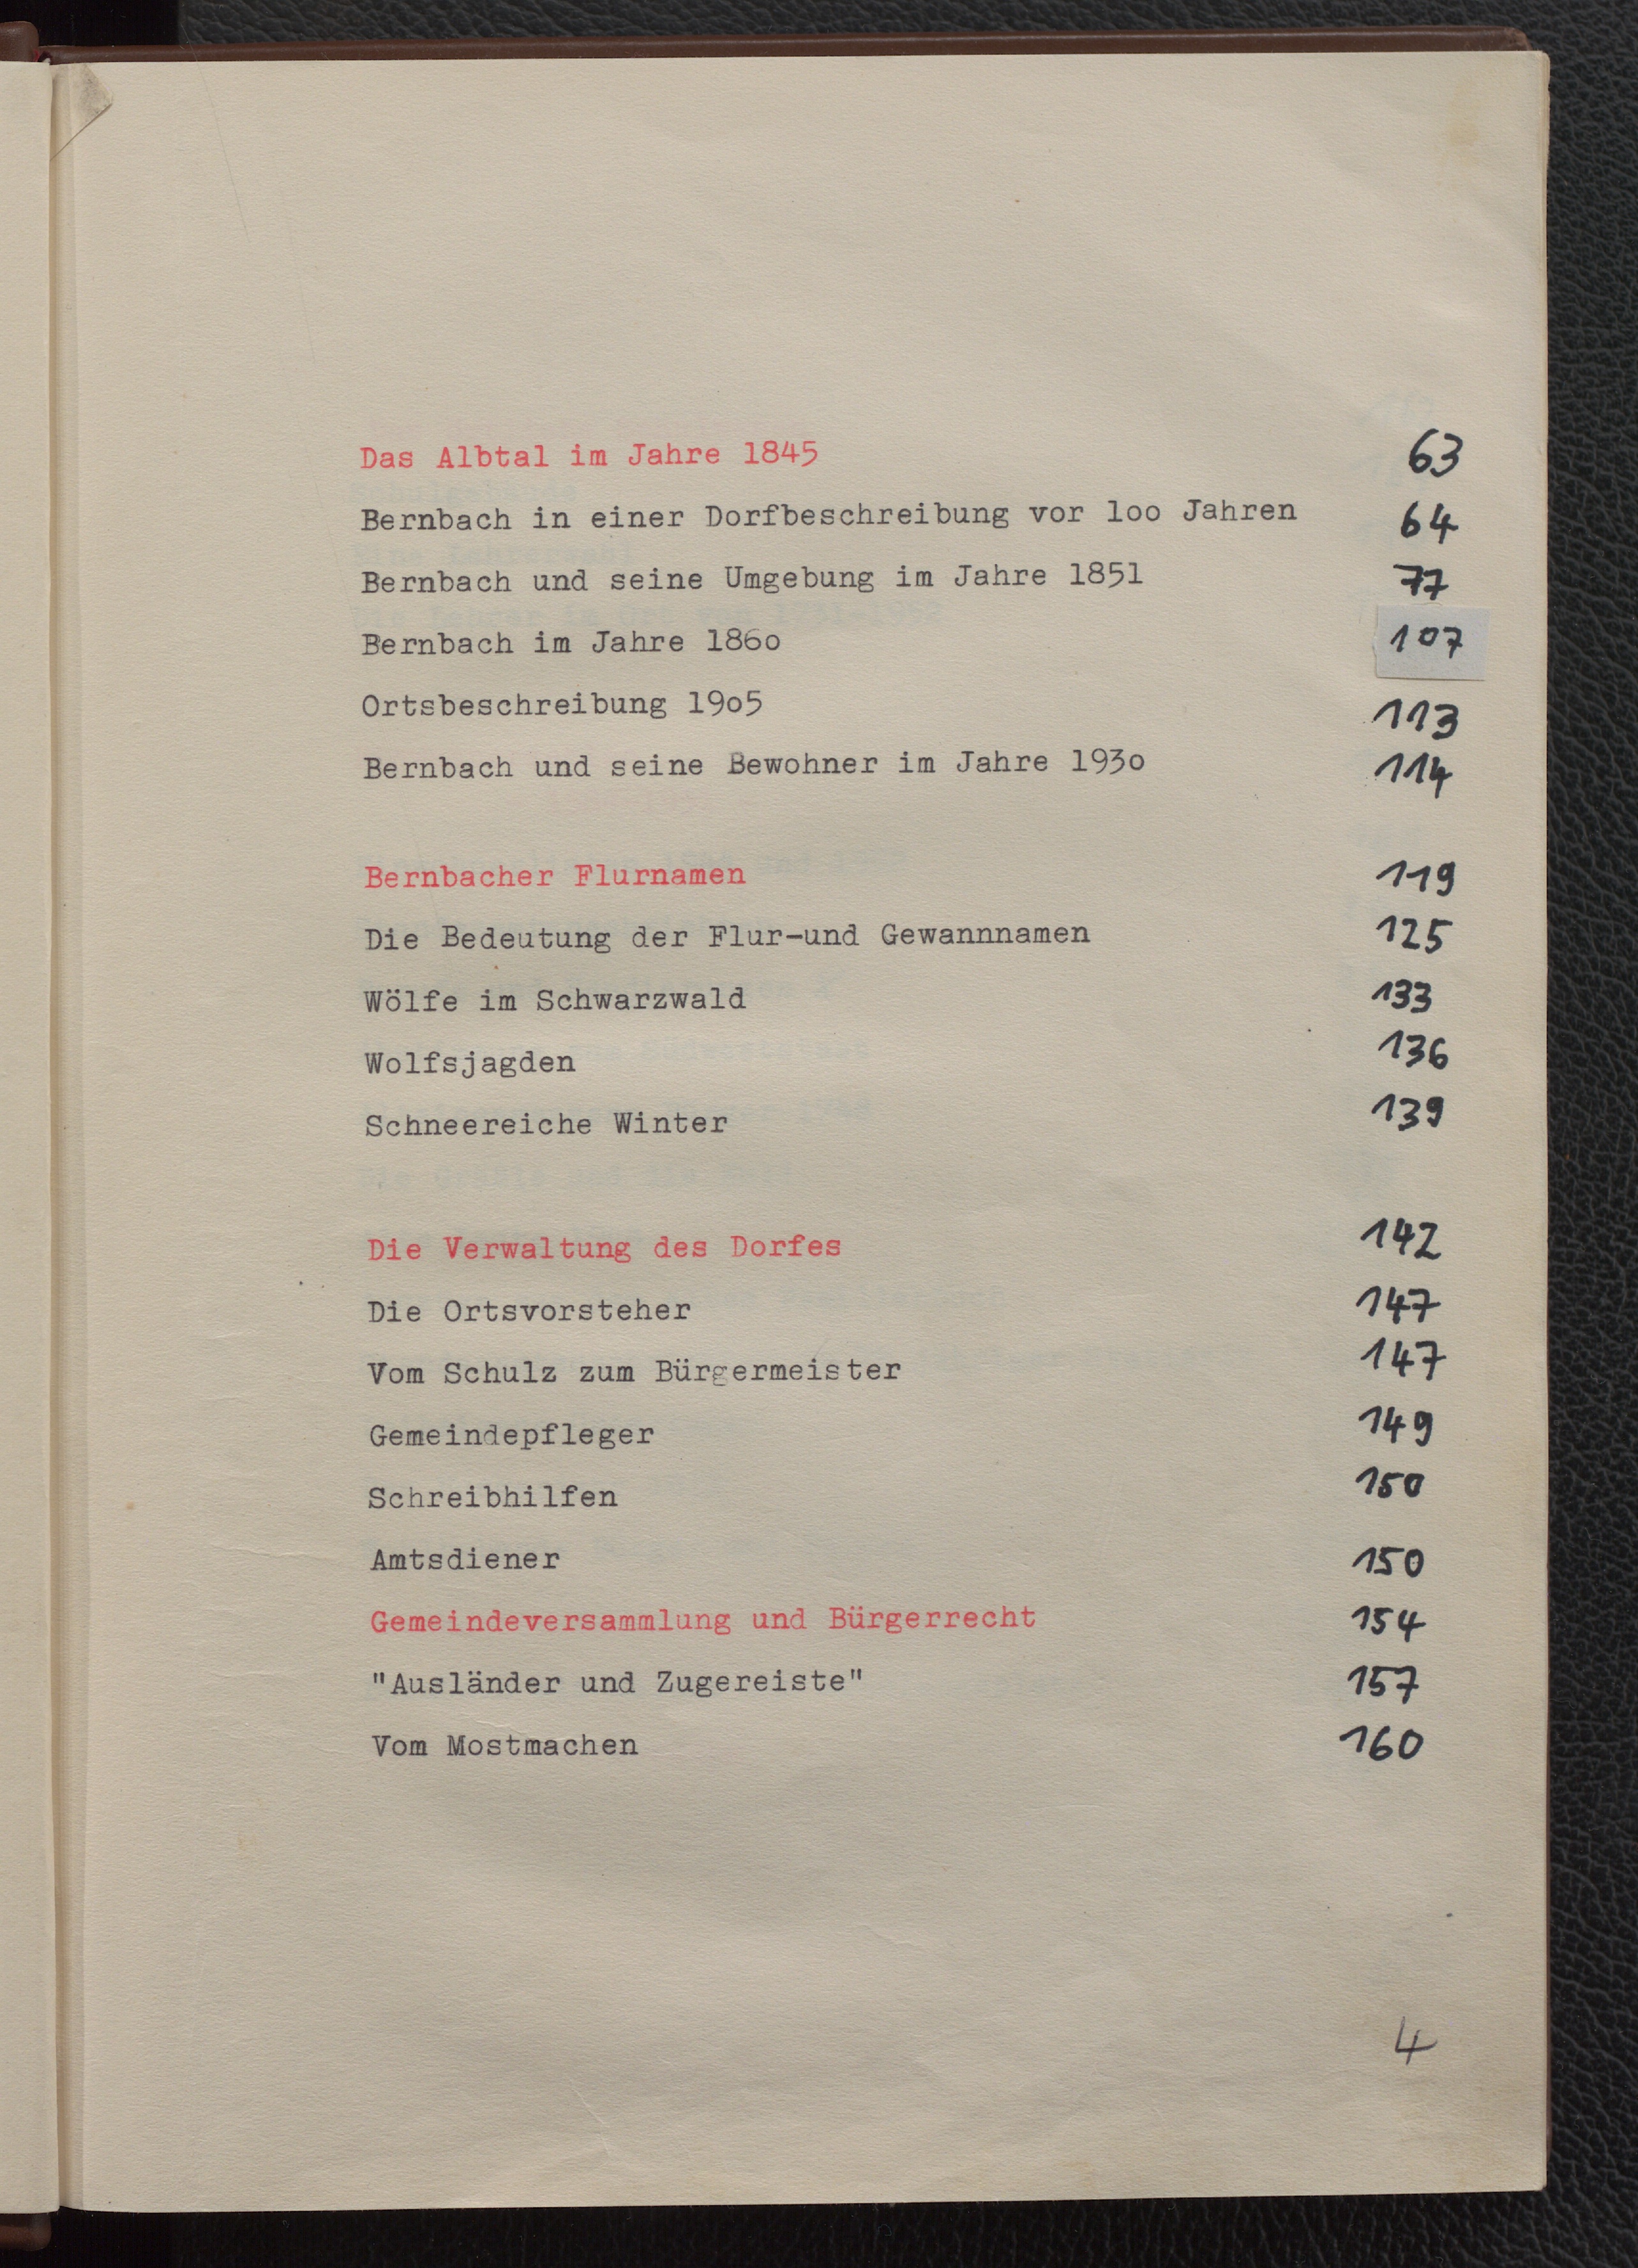 Das Albtal im Jahre 1845 63
Bernbach in einer Dorfbeschreibung vor loo Jahren 64
Bernbach und seine Umgebung im Jahre 1851 77
Bernbach im Jahre 186o 107
Ortsbeschreibung 19o5 113
Bernbach und seine Bewohner im Jahre 193o 114
Bernbacher Flurnamen 119
Die Bedeutung der Flur-und Gewannnamen 125
Wölfe im Schwarzwald 133
Wolfsjagden 136
Schneereiche Winter 139
Die Verwaltung des Dorfes 142
Die Ortsvorsteher 147
Vom Schulz zum Bürgermeister 147
Gemeindepfleger 149
Schreibhilfen 150
Amtsdiener 150
Gemeindeversammlung und Bürgerrecht 154
"Ausländer und Zugereiste" 157
Vom Mostmachen 160
4